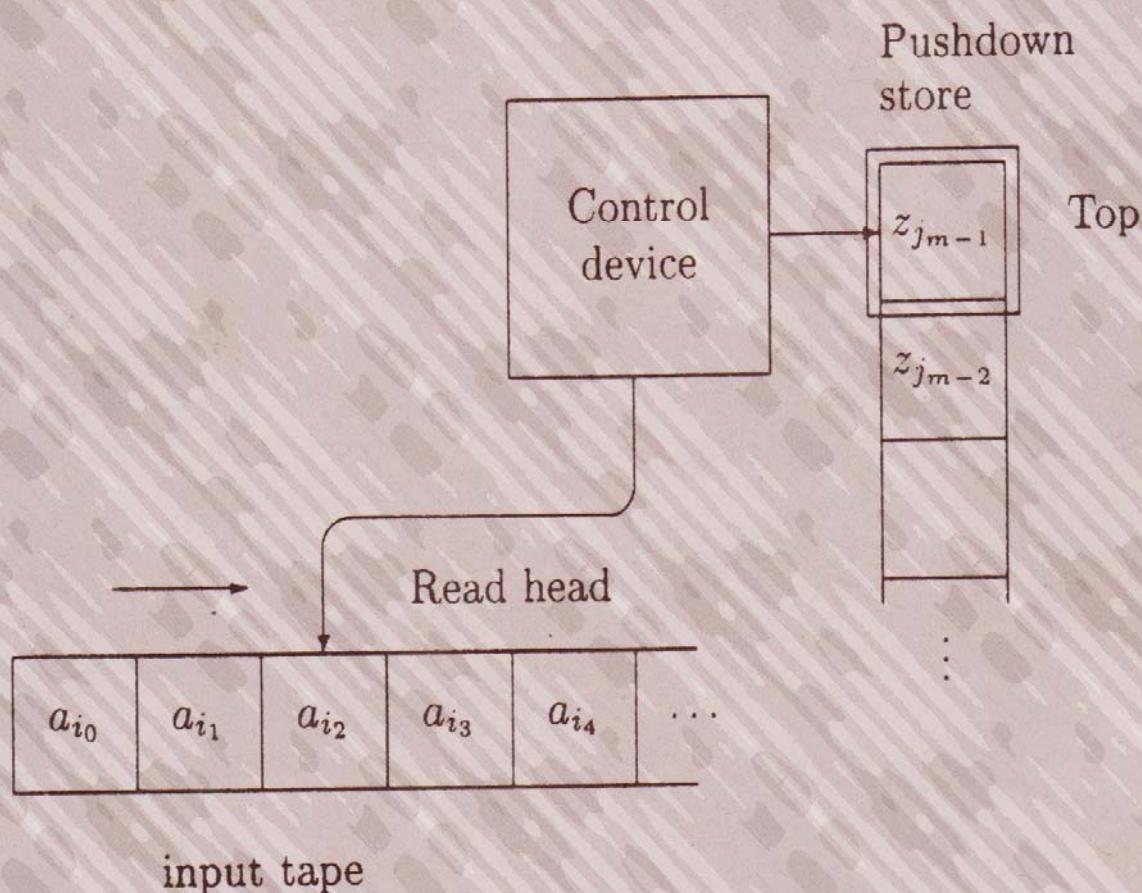 Pushdown
store
Control
device
z_{j_{m-1}}
Top
z_{j_{m-2}}
Read head
a_{i_0} a_{i_1} a_{i_2} a_{i_3} a_{i_4} ...
input tape